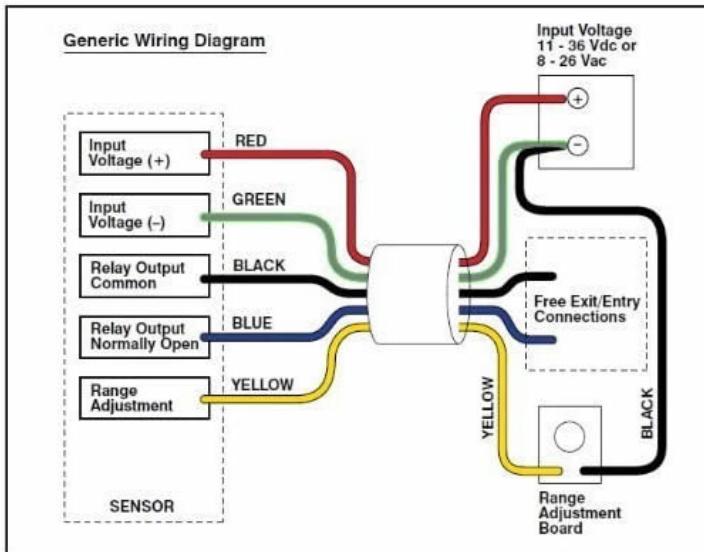 Generic Wiring Diagram
Input Voltage
11 - 36 Vdc or
8 - 26 Vac
+
−
Input
Voltage (+)
RED
Input
Voltage (–)
GREEN
Relay Output
Common
BLACK
Relay Output
Normally Open
BLUE
Range
Adjustment
YELLOW
SENSOR
Free Exit/Entry
Connections
YELLOW
BLACK
Range
Adjustment
Board